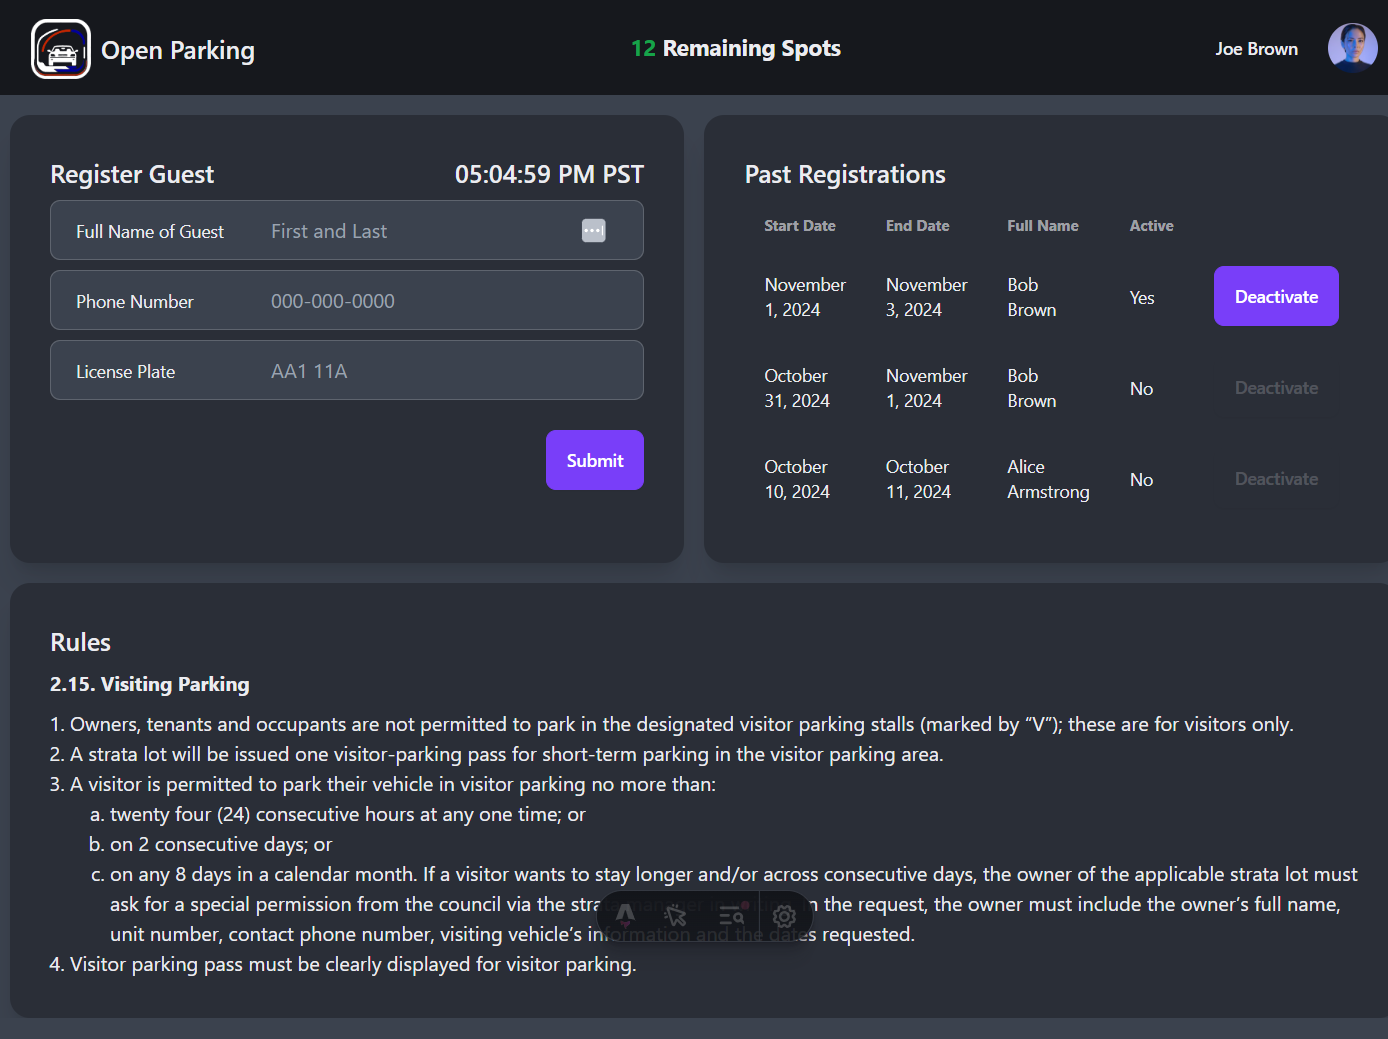 Open Parking
12 Remaining Spots
Joe Brown
Register Guest
05:04:59 PM PST
Full Name of Guest
First and Last
Phone Number
000-000-0000
License Plate
AA1 11A
Submit
Past Registrations
Start Date End Date Full Name Active
November
1, 2024
November
3, 2024
Bob
Brown
Yes
Deactivate
October
31, 2024
November
1, 2024
Bob
Brown
No
Deactivate
October
10, 2024
October
11, 2024
Alice
Armstrong
No
Deactivate
Rules
2.15. Visiting Parking
1. Owners, tenants and occupants are not permitted to park in the designated visitor parking stalls (marked by “V”); these are for visitors only.
2. A strata lot will be issued one visitor-parking pass for short-term parking in the visitor parking area.
3. A visitor is permitted to park their vehicle in visitor parking no more than:
a. twenty four (24) consecutive hours at any one time; or
b. on 2 consecutive days; or
c. on any 8 days in a calendar month. If a visitor wants to stay longer and/or across consecutive days, the owner of the applicable strata lot must
ask for a special permission from the council via the strata the request, the owner must include the owner’s full name,
unit number, contact phone number, visiting vehicle’s information and the dates requested.
4. Visitor parking pass must be clearly displayed for visitor parking.